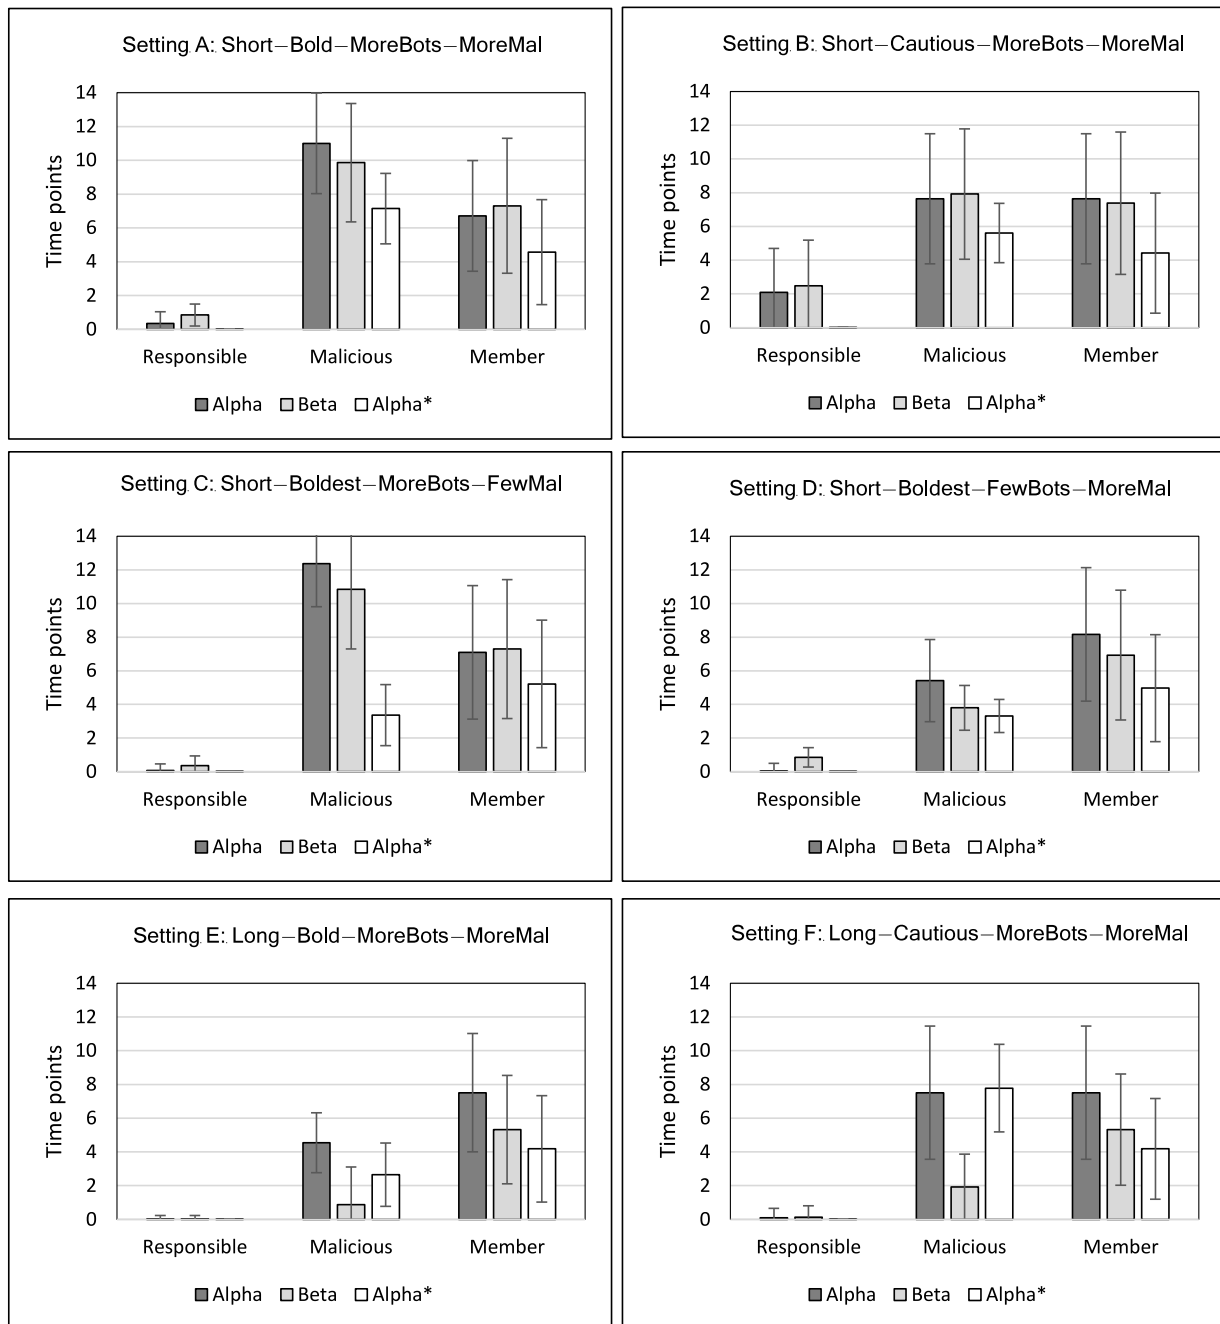 Setting A: Short–Bold–MoreBots–MoreMal
Time points
14
12
10
8
6
4
2
0
Responsible Malicious Member
Alpha Beta Alpha*
Setting B: Short–Cautious–MoreBots–MoreMal
Time points
14
12
10
8
6
4
2
0
Responsible Malicious Member
Alpha Beta Alpha*
Setting C: Short–Boldest–MoreBots–FewMal
Time points
14
12
10
8
6
4
2
0
Responsible Malicious Member
Alpha Beta Alpha*
Setting D: Short–Boldest–FewBots–MoreMal
Time points
14
12
10
8
6
4
2
0
Responsible Malicious Member
Alpha Beta Alpha*
Setting E: Long–Bold–MoreBots–MoreMal
Time points
14
12
10
8
6
4
2
0
Responsible Malicious Member
Alpha Beta Alpha*
Setting F: Long–Cautious–MoreBots–MoreMal
Time points
14
12
10
8
6
4
2
0
Responsible Malicious Member
Alpha Beta Alpha*